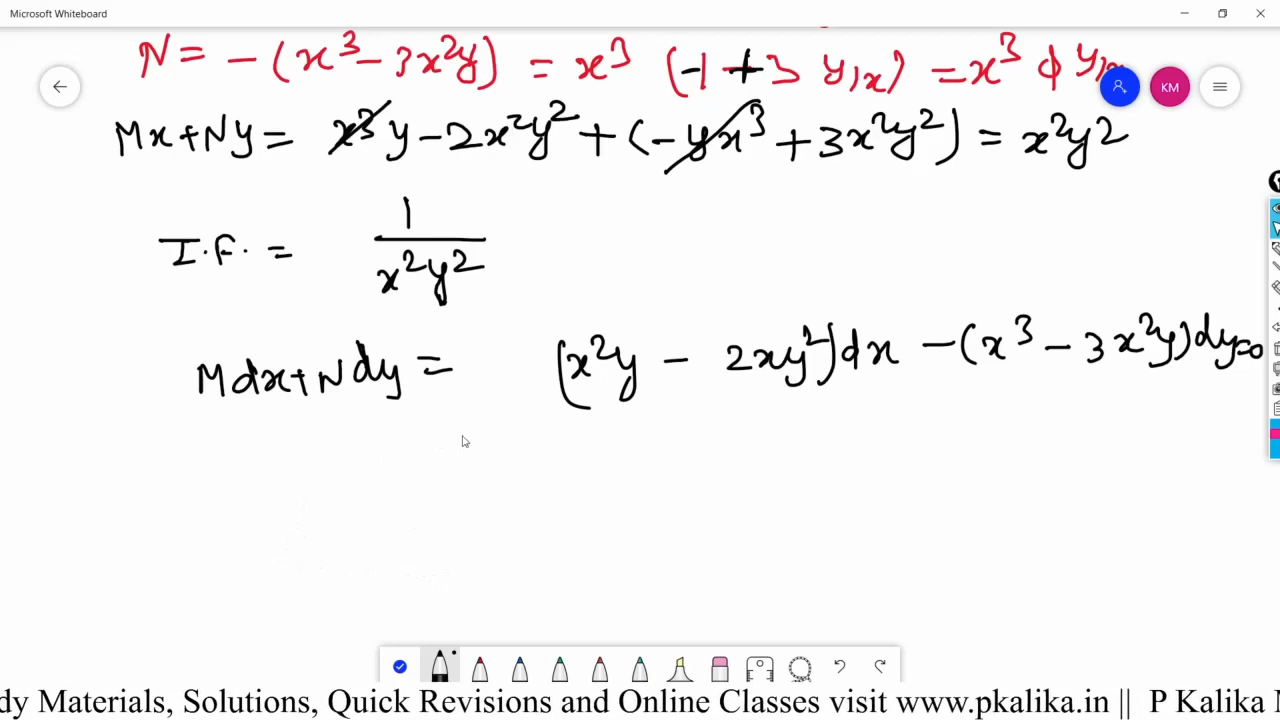 Microsoft Whiteboard
N = - (x³ - 3x²y) = x³ (-1 + 3 y/x) = x³ φ y/x
KM
Mx + Ny = x³y - 2x²y² + (-yx³ + 3x²y²) = x²y²
I.F. = 1/x²y²
Mdx + Ndy = (x²y - 2xy²)dx - (x³ - 3x²y)dy=0
dy Materials, Solutions, Quick Revisions and Online Classes visit www.pkalika.in || P Kalika M